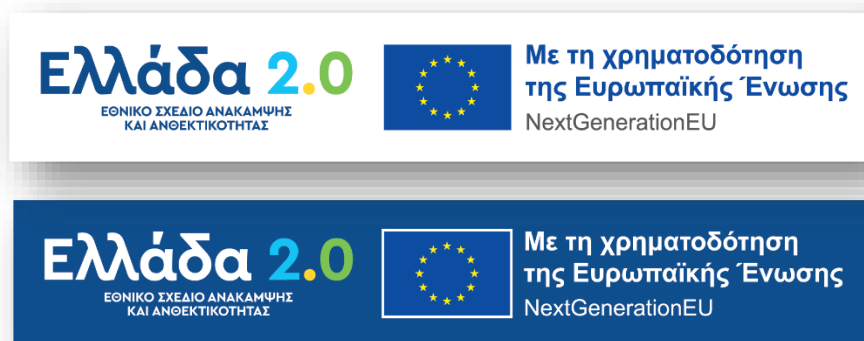 Ελλάδα 2.0
ΕΘΝΙΚΟ ΣΧΕΔΙΟ ΑΝΑΚΑΜΨΗΣ
ΚΑΙ ΑΝΘΕΚΤΙΚΟΤΗΤΑΣ
Με τη χρηματοδότηση
της Ευρωπαϊκής Ένωσης
NextGenerationEU
Ελλάδα 2.0
ΕΘΝΙΚΟ ΣΧΕΔΙΟ ΑΝΑΚΑΜΨΗΣ
ΚΑΙ ΑΝΘΕΚΤΙΚΟΤΗΤΑΣ
Με τη χρηματοδότηση
της Ευρωπαϊκής Ένωσης
NextGenerationEU